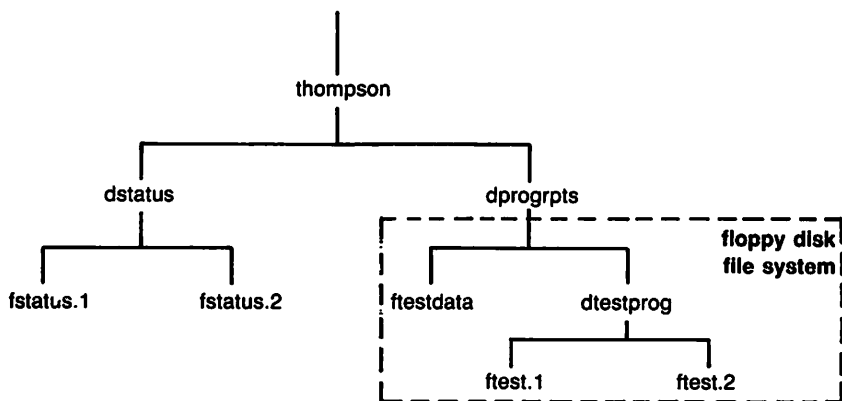 thompson
dstatus
dprogrpts
floppy disk
file system
fstatus.1
fstatus.2
ftestdata
dtestprog
ftest.1
ftest.2